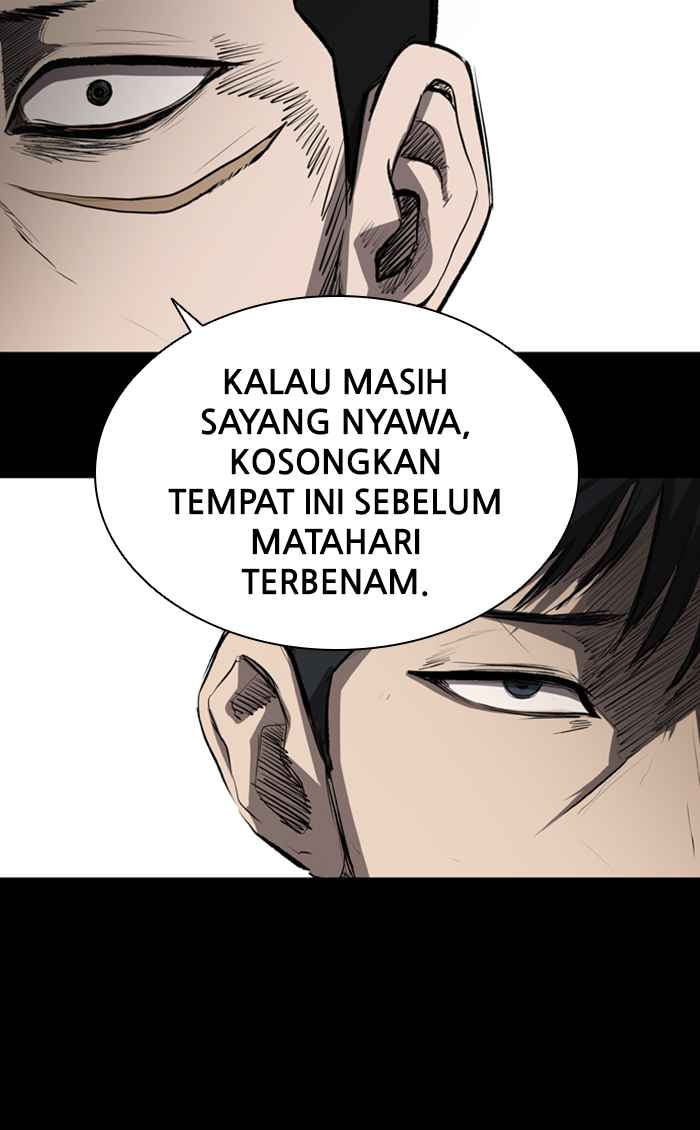 KALAU MASIH
SAYANG NYAWA,
KOSONGKAN
TEMPAT INI SEBELUM
MATAHARI
TERBENAM.